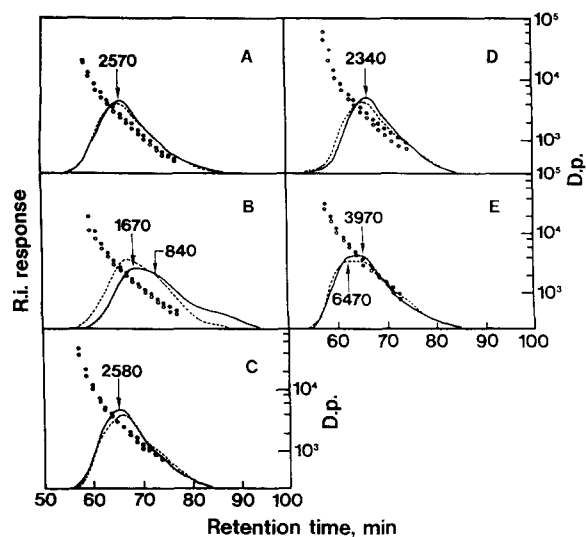 A
2570
D
2340
10⁵
10⁴
10³
10⁵
D.p.
R.i. response
B
1670
840
E
3970
6470
10⁴
10³
C
2580
10⁴
10³
D.p.
60 70 80 90 100
50 60 70 80 90 100
Retention time, min